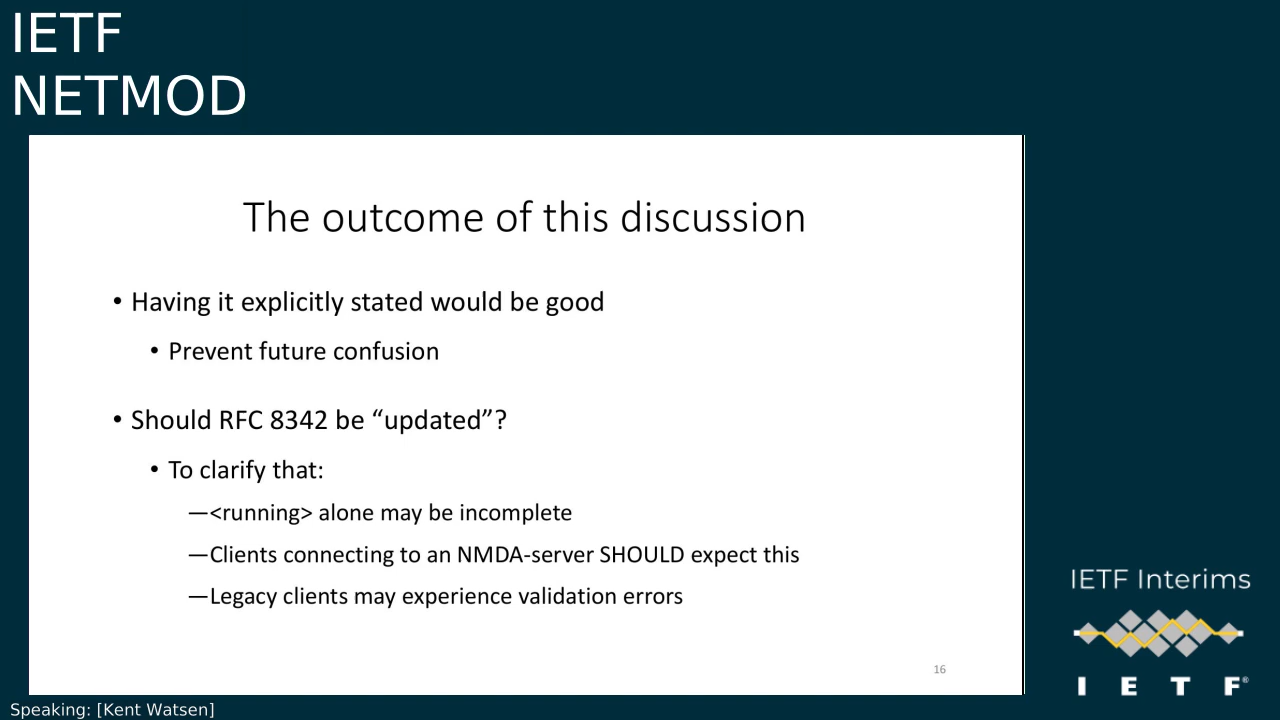 IETF
NETMOD
The outcome of this discussion
• Having it explicitly stated would be good
• Prevent future confusion
• Should RFC 8342 be “updated”?
• To clarify that:
—<running> alone may be incomplete
—Clients connecting to an NMDA-server SHOULD expect this
—Legacy clients may experience validation errors
16
IETF Interims
I E T F®
Speaking: [Kent Watsen]